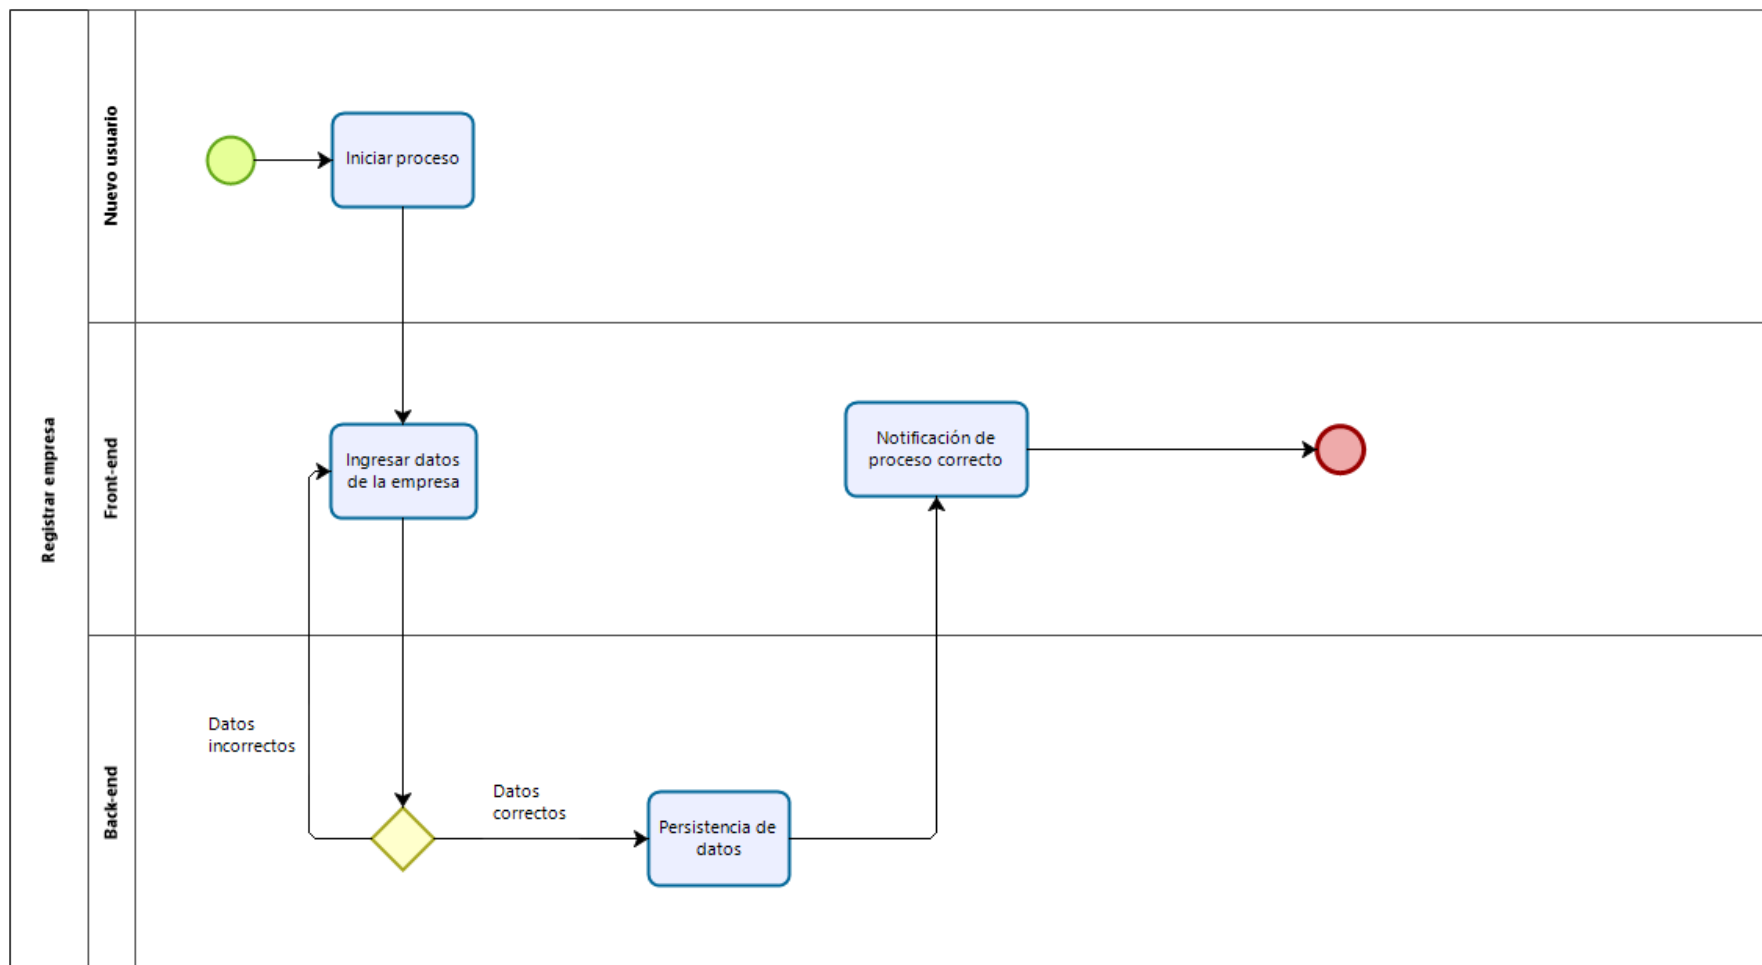 Registrar empresa
Nuevo usuario
Iniciar proceso
Front-end
Ingresar datos
de la empresa
Notificación de
proceso correcto
Back-end
Datos
incorrectos
Datos
correctos
Persistencia de
datos